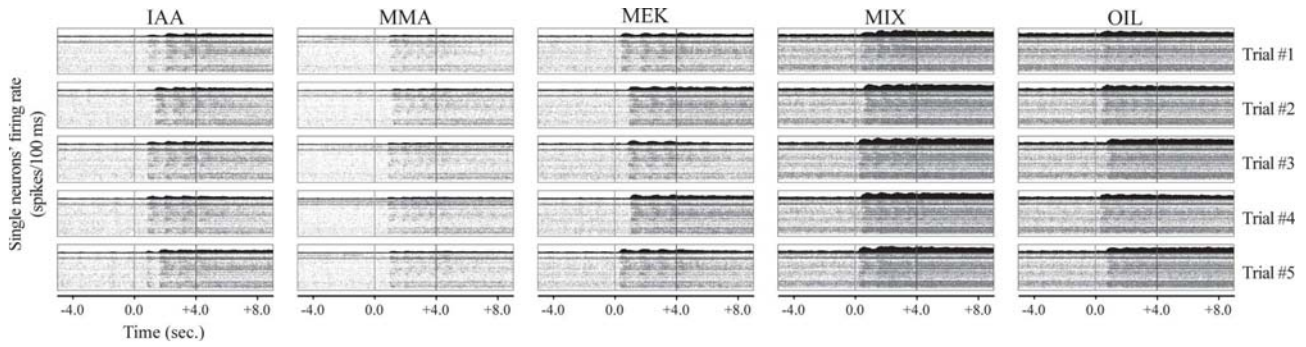 IAA MMA MEK MIX OIL
Trial #1
Trial #2
Trial #3
Trial #4
Trial #5
Single neurons' firing rate
(spikes/100 ms)
-4.0 0.0 +4.0 +8.0 -4.0 0.0 +4.0 +8.0 -4.0 0.0 +4.0 +8.0 -4.0 0.0 +4.0 +8.0 -4.0 0.0 +4.0 +8.0
Time (sec.)